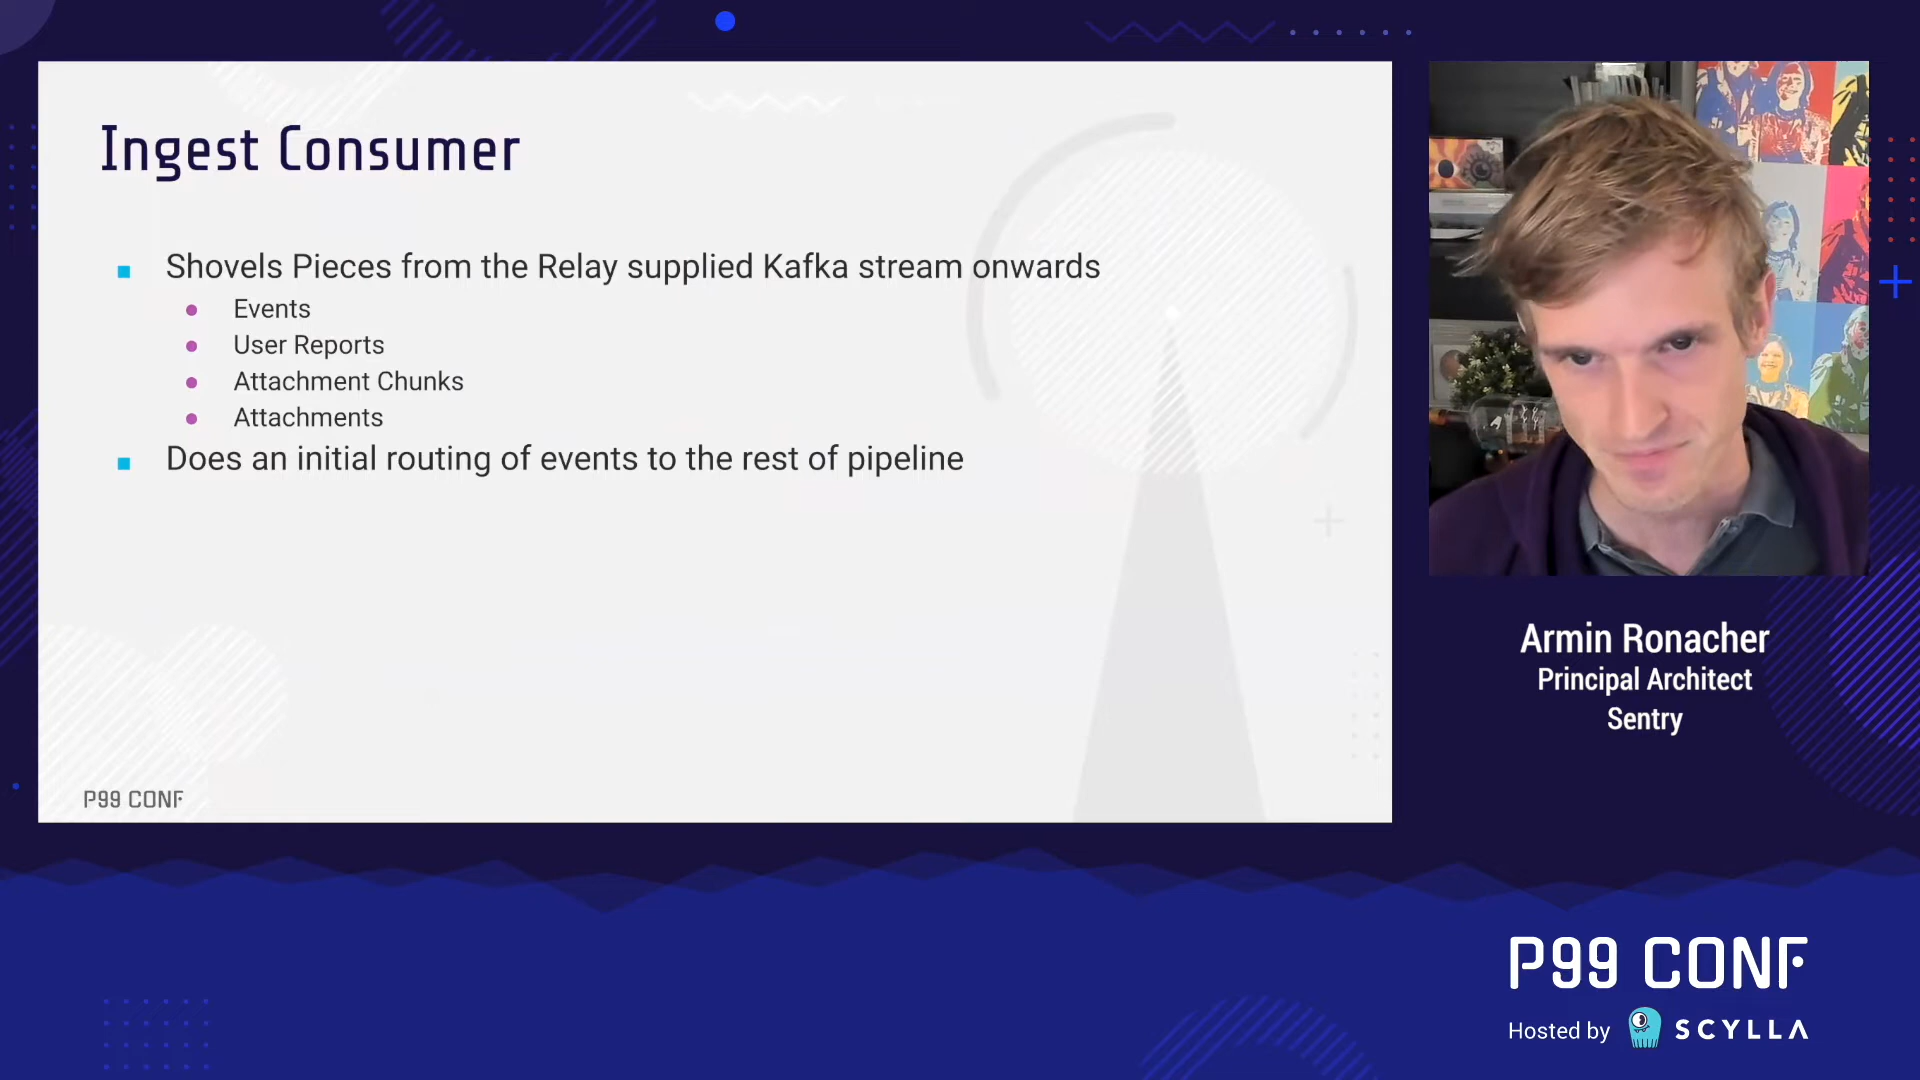 Ingest Consumer
Shovels Pieces from the Relay supplied Kafka stream onwards
Events
User Reports
Attachment Chunks
Attachments
Does an initial routing of events to the rest of pipeline
P99 CONF
Armin Ronacher
Principal Architect
Sentry
P99 CONF
Hosted by SCYLLA